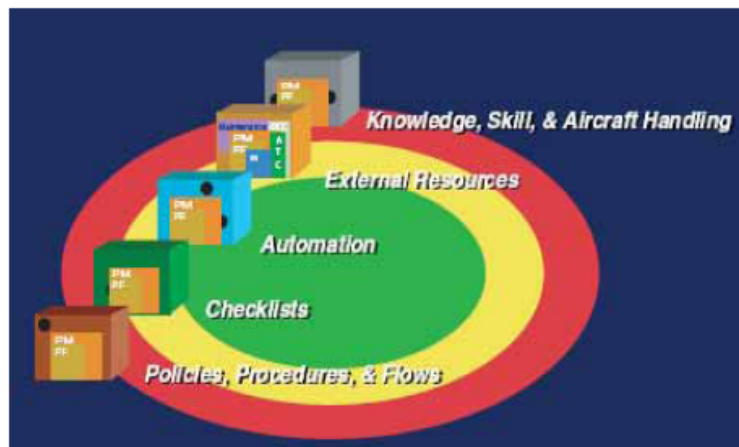 PM
PF
Knowledge, Skill, & Aircraft Handling
PM
PF
A
T
C
External Resources
PM
PF
Automation
PM
PF
Checklists
PM
PF
Policies, Procedures, & Flows